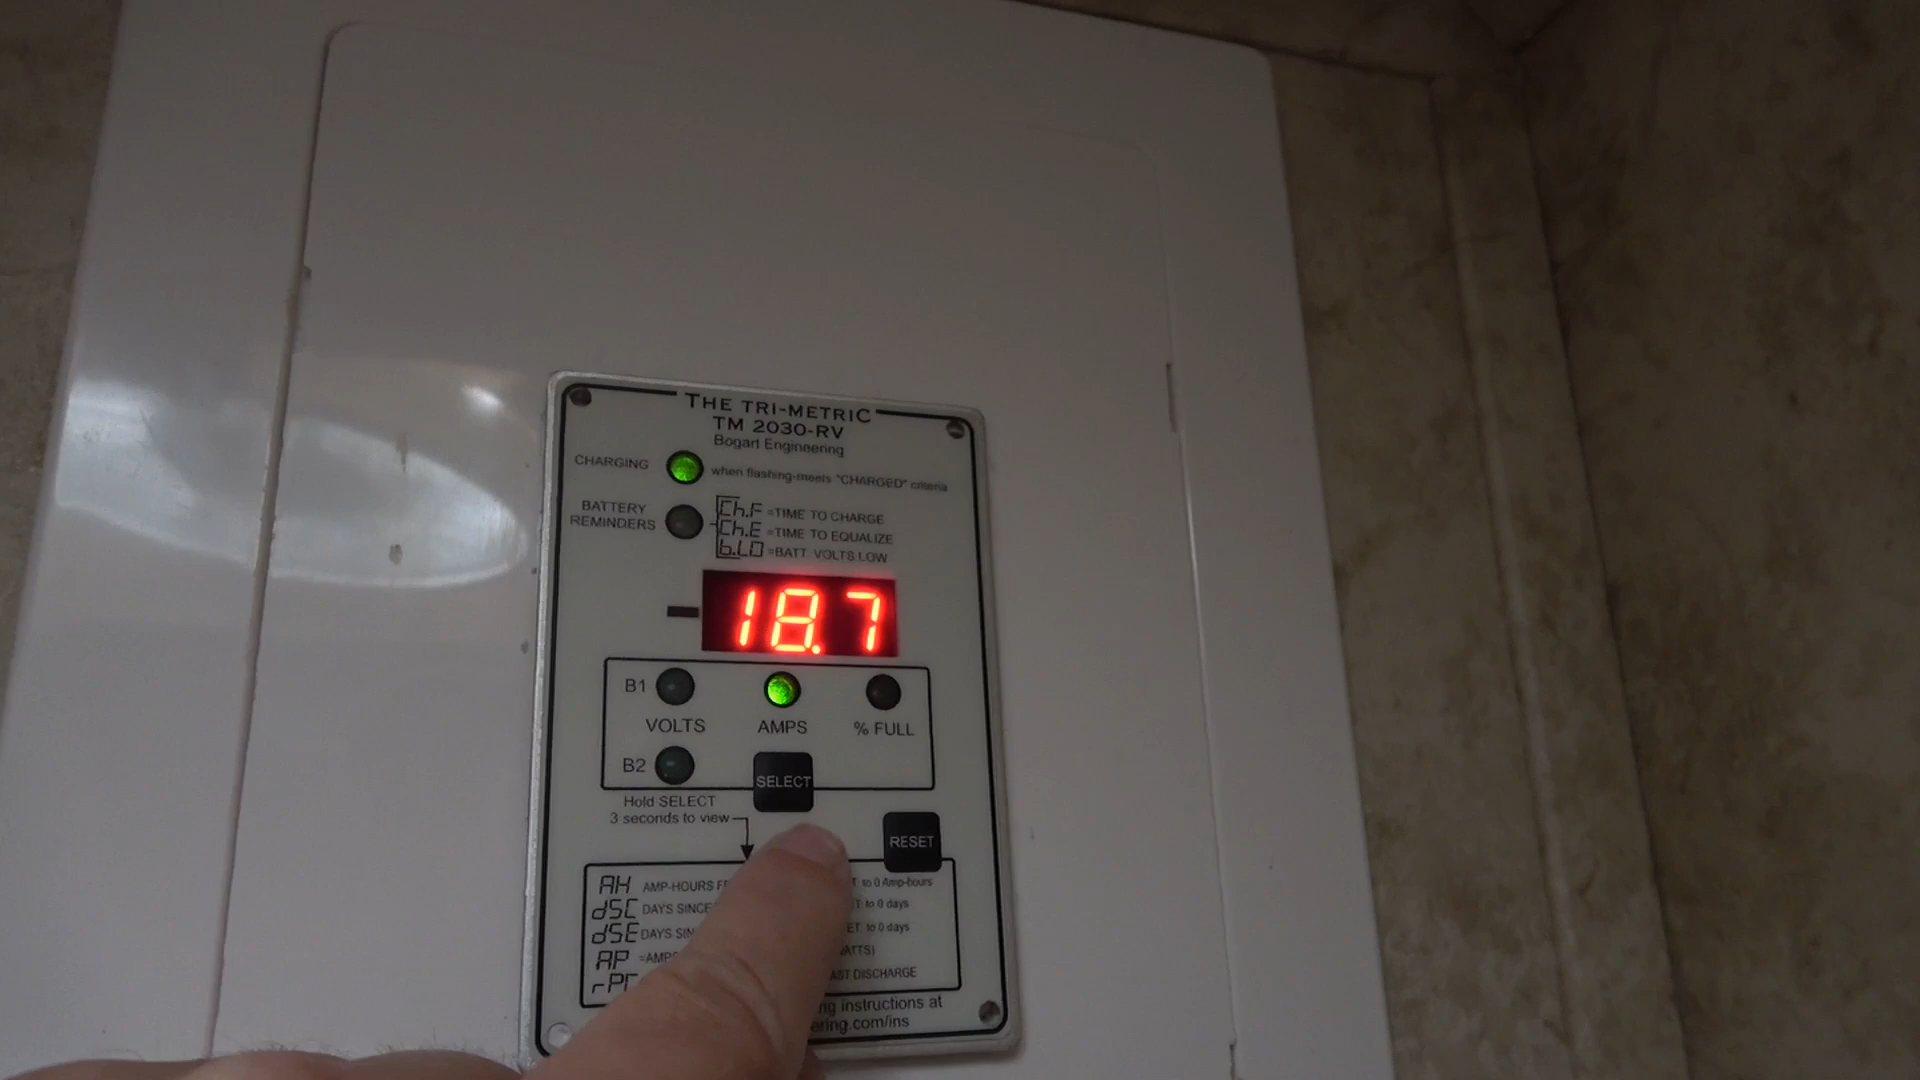 THE TRI-METRIC
TM 2030-RV
Bogart Engineering
CHARGING
when flashing-meets "CHARGED" criteria
BATTERY
REMINDERS
Ch.F =TIME TO CHARGE
Ch.E =TIME TO EQUALIZE
b.LO =BATT. VOLTS LOW
18.7
B1
VOLTS
AMPS
% FULL
B2
SELECT
Hold SELECT
3 seconds to view
RESET
AH AMP-HOURS to 0 Amp-hours
dSC DAYS SINCE to 0 days
dSE DAYS to 0 days
AP
DISCHARGE
instructions at